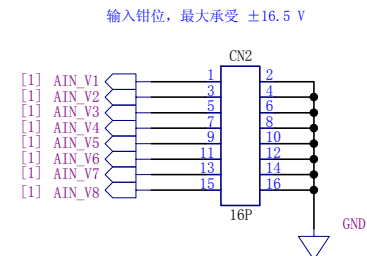 输入钳位，最大承受 ±16.5 V
CN2
[1] AIN_V1 1 2
[1] AIN_V2 3 4
[1] AIN_V3 5 6
[1] AIN_V4 7 8
[1] AIN_V5 9 10
[1] AIN_V6 11 12
[1] AIN_V7 13 14
[1] AIN_V8 15 16
16P
GND